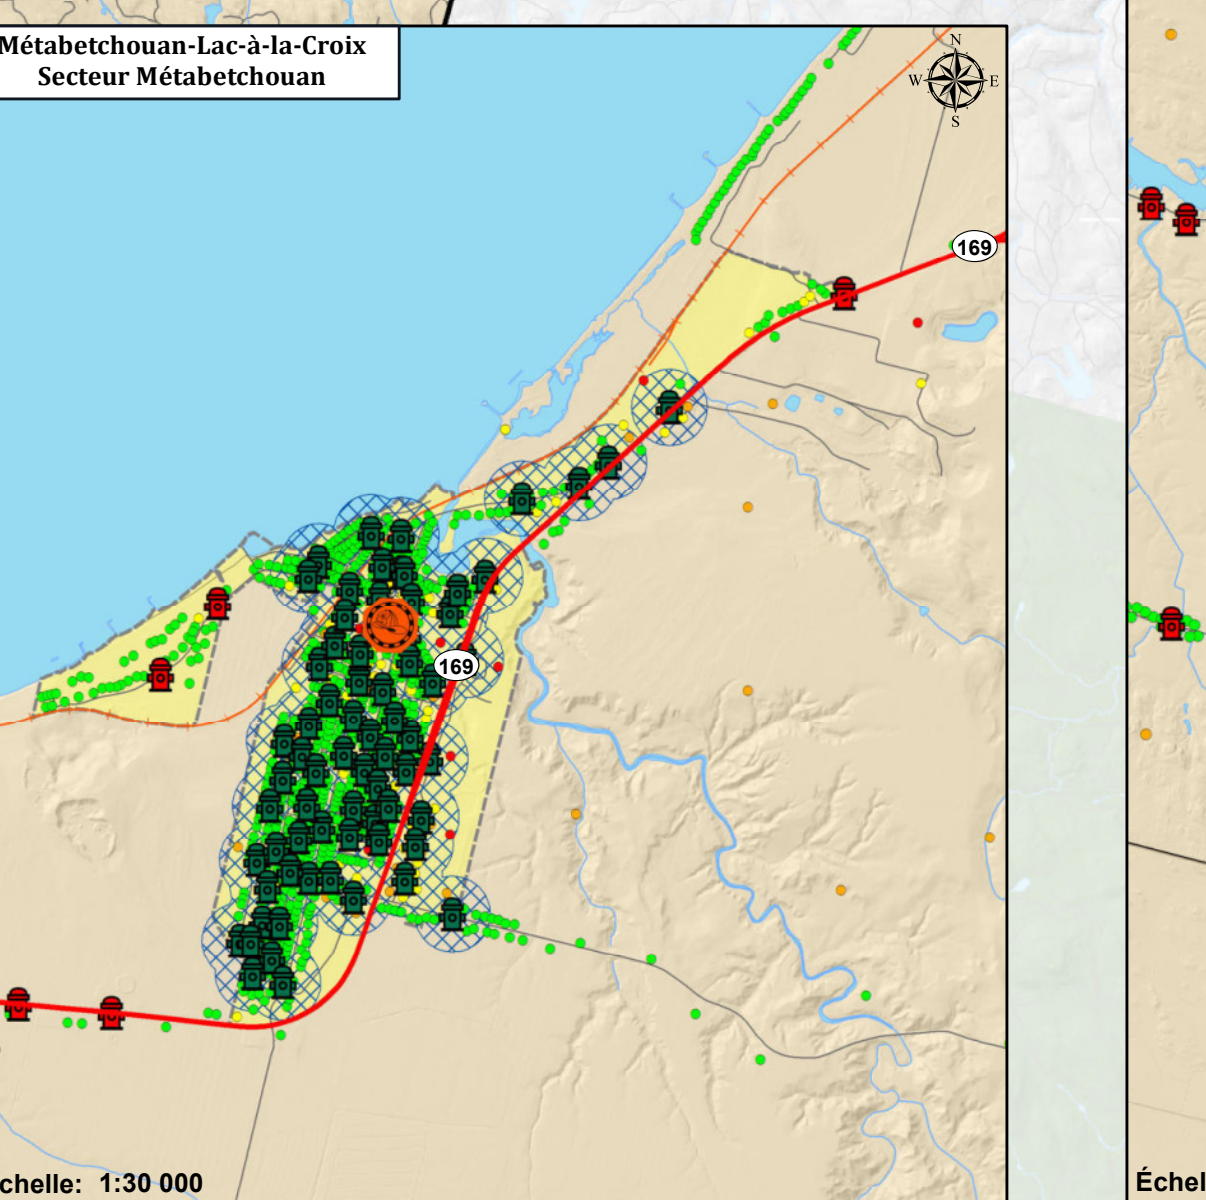 Métabetchouan-Lac-à-la-Croix
Secteur Métabetchouan
N
W E
S
169
169
chelle: 1:30 000
Échel